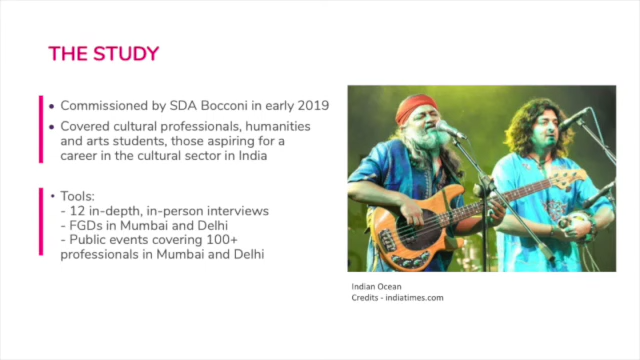 THE STUDY
• Commissioned by SDA Bocconi in early 2019
• Covered cultural professionals, humanities
and arts students, those aspiring for a
career in the cultural sector in India
• Tools:
- 12 in-depth, in-person interviews
- FGDs in Mumbai and Delhi
- Public events covering 100+
professionals in Mumbai and Delhi
Indian Ocean
Credits - indiatimes.com